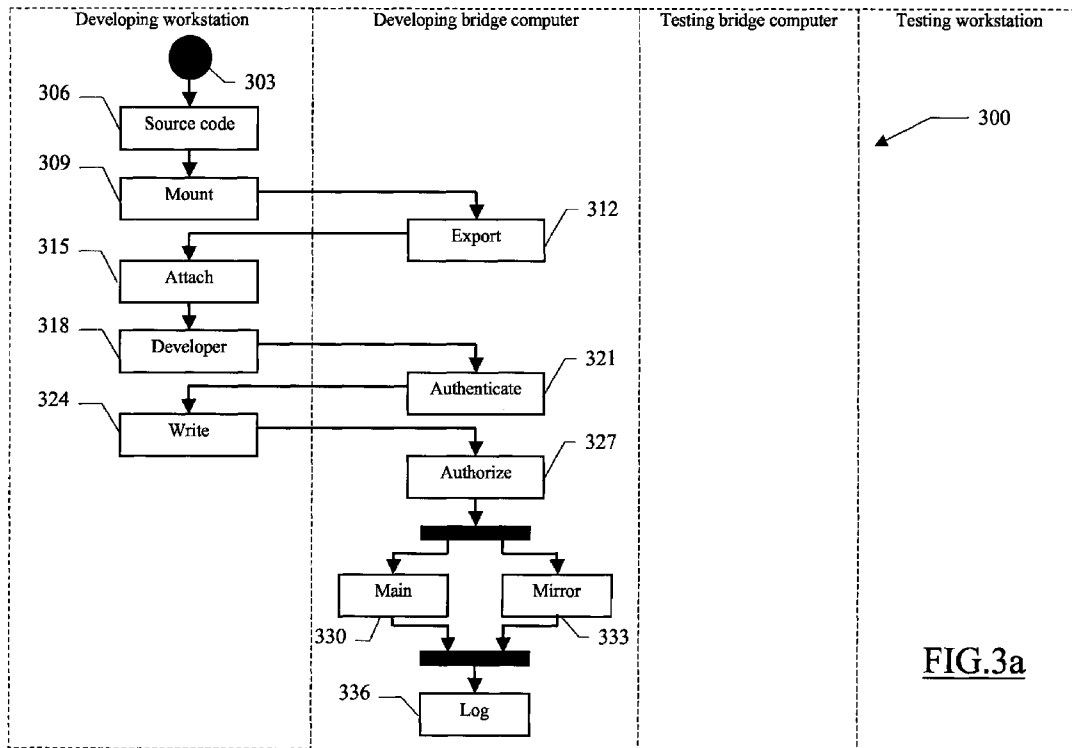 Developing workstation
Developing bridge computer
Testing bridge computer
Testing workstation
303
306
Source code
300
309
Mount
312
Export
315
Attach
318
Developer
321
Authenticate
324
Write
327
Authorize
Main
Mirror
330
333
FIG.3a
336
Log